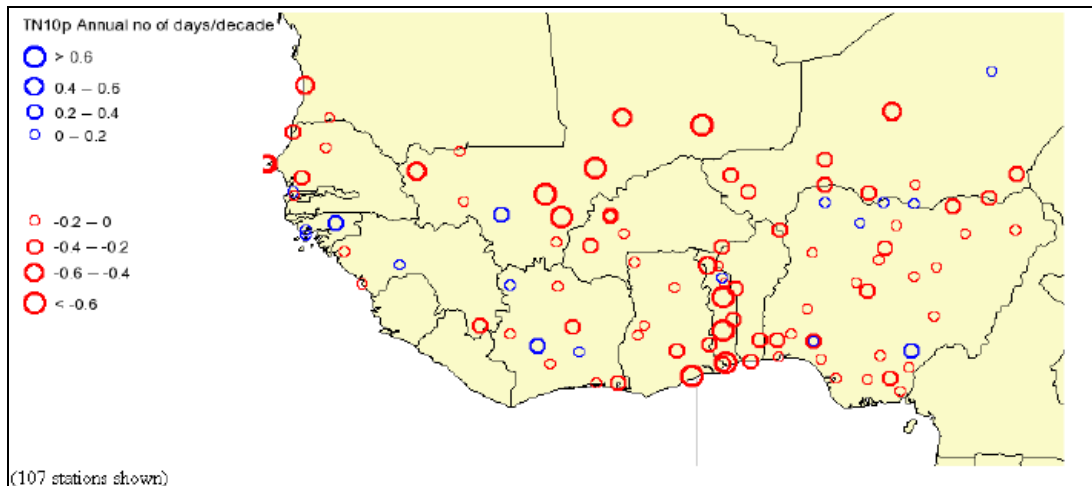 TN10p Annual no of days/decade
> 0.6
0.4 – 0.6
0.2 – 0.4
0 – 0.2
-0.2 – 0
-0.4 – -0.2
-0.6 – -0.4
< -0.6
(107 stations shown)